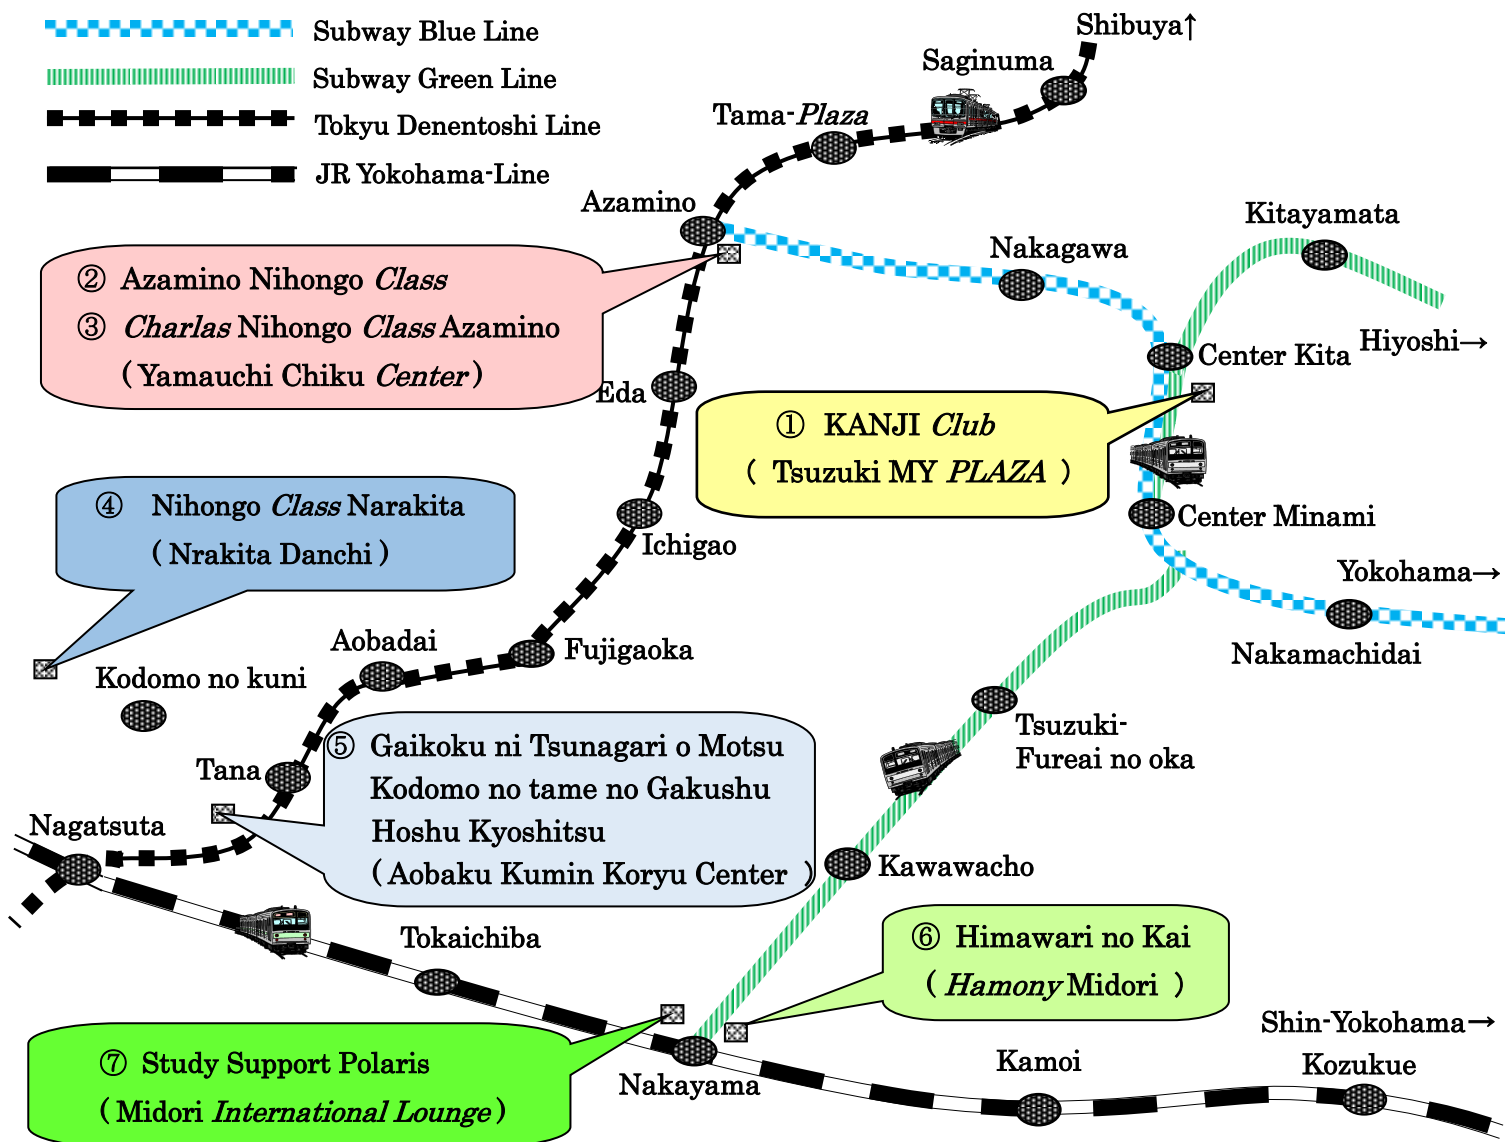 Subway Blue Line
Subway Green Line
Tokyu Denentoshi Line
JR Yokohama-Line
Shibuya↑
Saginuma
Tama-Plaza
Azamino
Nakagawa
Kitayamata
Hiyoshi→
Center Kita
② Azamino Nihongo Class
③ Charlas Nihongo Class Azamino
( Yamauchi Chiku Center )
Eda
① KANJI Club
( Tsuzuki MY PLAZA )
Center Minami
④ Nihongo Class Narakita
( Nrakita Danchi )
Ichigao
Yokohama→
Nakamachidai
Aobadai
Fujigaoka
Kodomo no kuni
Tsuzuki-
Fureai no oka
Tana
⑤ Gaikoku ni Tsunagari o Motsu
Kodomo no tame no Gakushu
Hoshu Kyoshitsu
( Aobaku Kumin Koryu Center )
Nagatsuta
Kawawacho
Tokaichiba
⑥ Himawari no Kai
( Hamony Midori )
⑦ Study Support Polaris
( Midori International Lounge )
Nakayama
Kamoi
Shin-Yokohama→
Kozukue